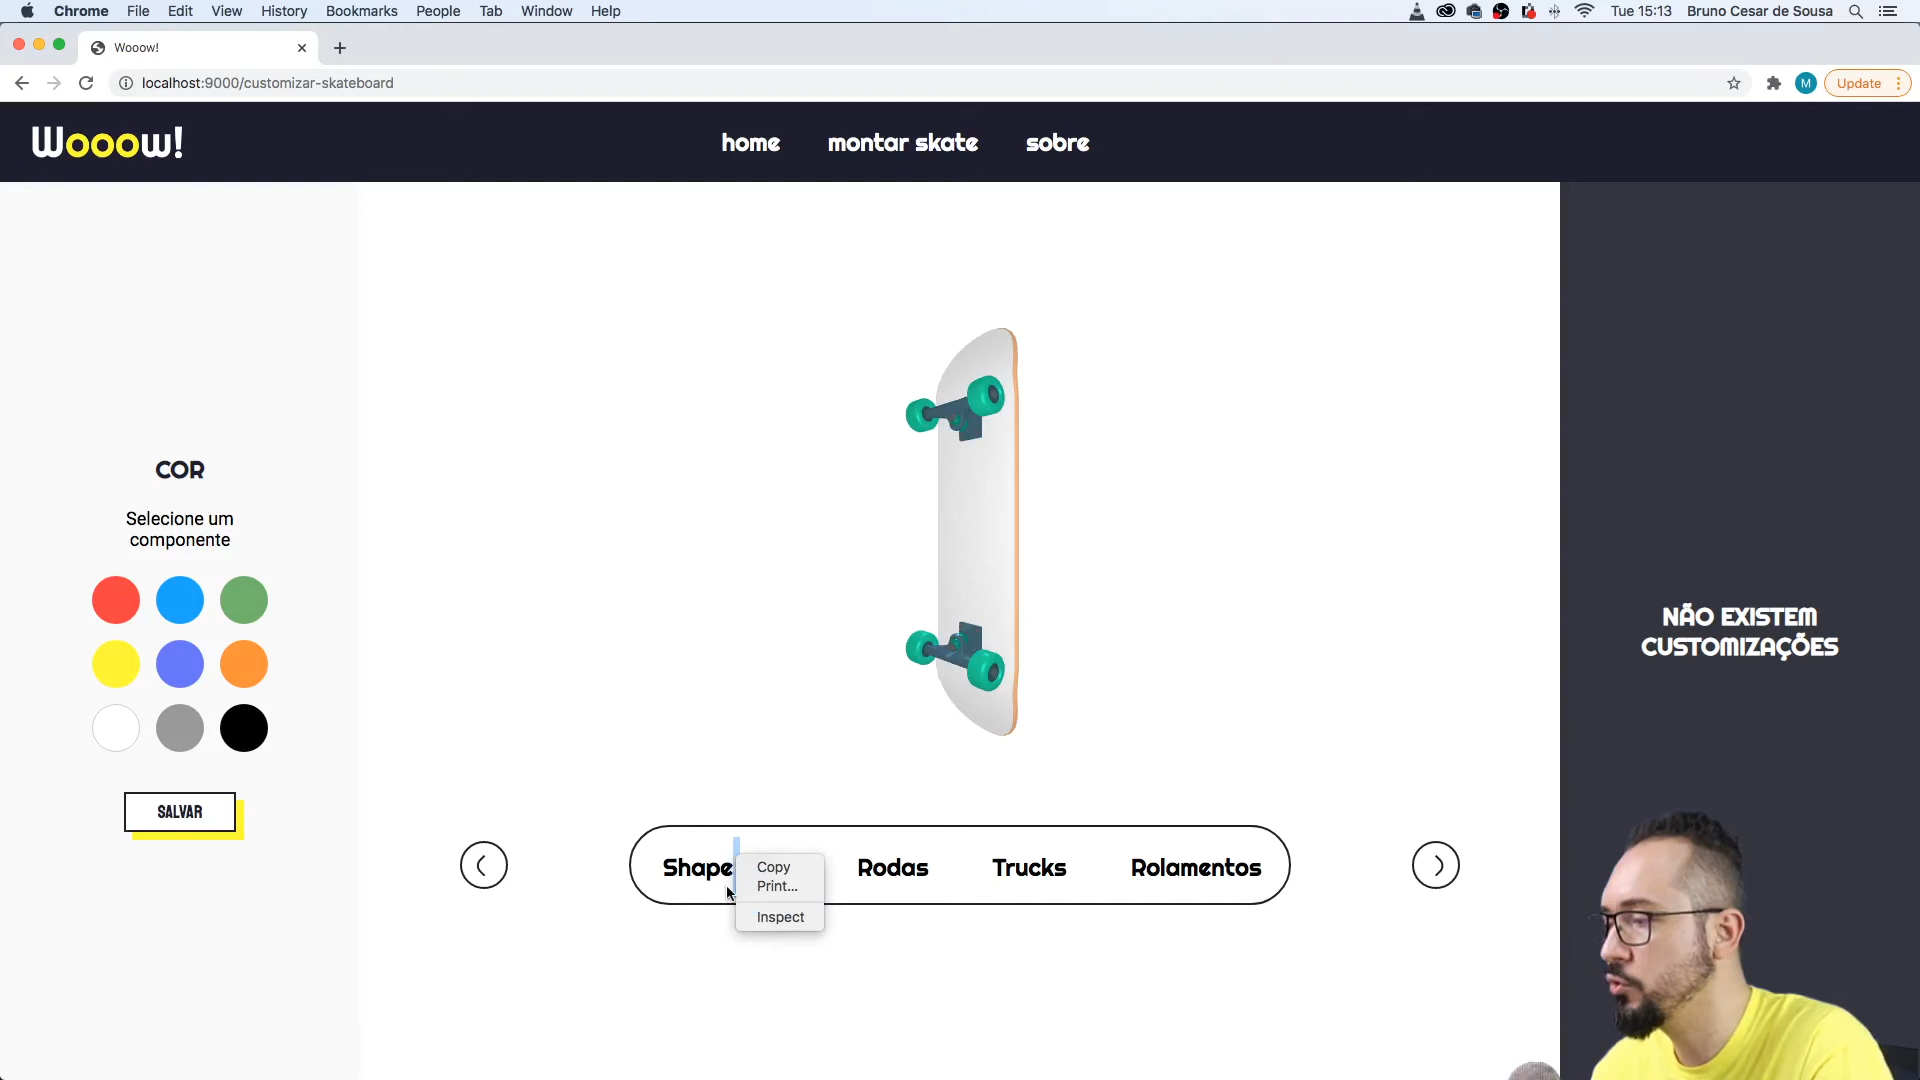 Chrome File Edit View History Bookmarks People Tab Window Help
Tue 15:13 Bruno Cesar de Sousa
Wooow!
localhost:9000/customizar-skateboard
M
Update
Wooow!
home montar skate sobre
COR
Selecione um
componente
SALVAR
Shape Rodas Trucks Rolamentos
Copy
Print...
Inspect
NÃO EXISTEM
CUSTOMIZAÇÕES